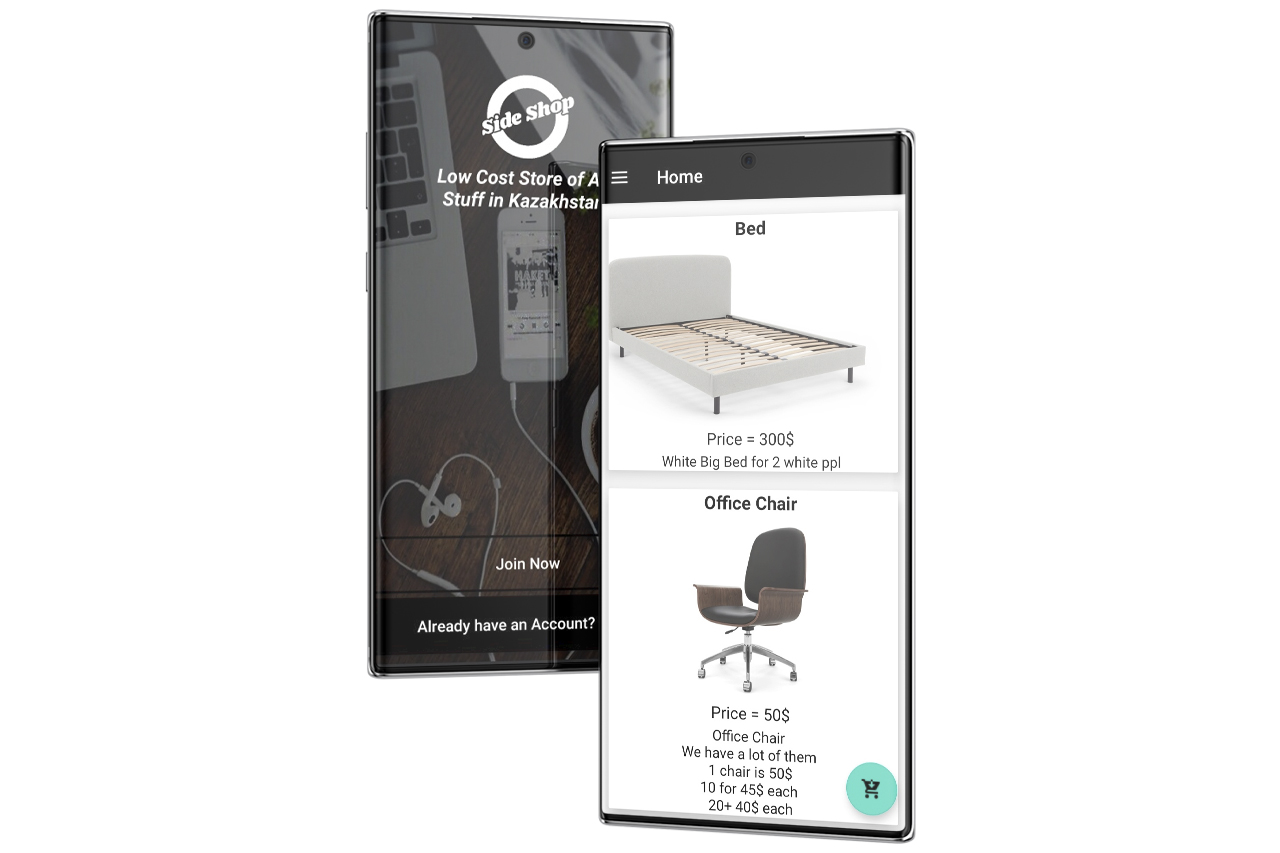 Side Shop
Low Cost Store of A
Stuff in Kazakhstan
Join Now
Already have an Account?
Home
Bed
Price = 300$
White Big Bed for 2 white ppl
Office Chair
Price = 50$
Office Chair
We have a lot of them
1 chair is 50$
10 for 45$ each
20+ 40$ each